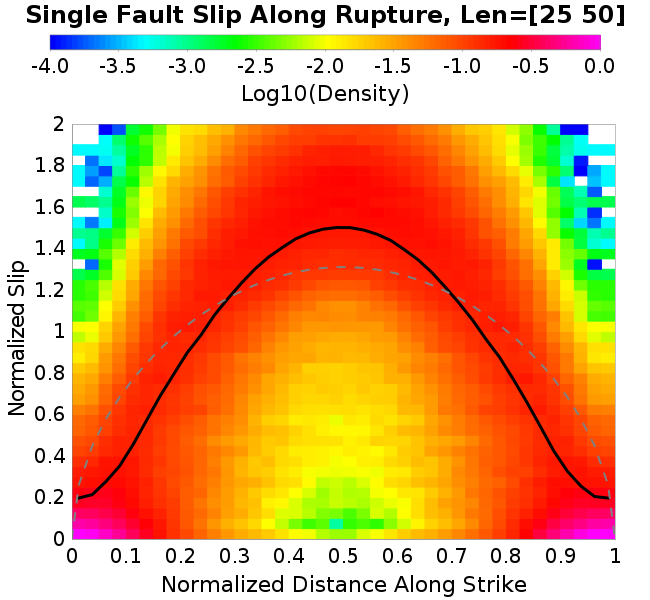 Single Fault Slip Along Rupture, Len=[25 50]
-4.0 -3.5 -3.0 -2.5 -2.0 -1.5 -1.0 -0.5 0.0
Log10(Density)
2
1.8
1.6
1.4
1.2
1
0.8
0.6
0.4
0.2
0
Normalized Slip
0 0.1 0.2 0.3 0.4 0.5 0.6 0.7 0.8 0.9 1
Normalized Distance Along Strike